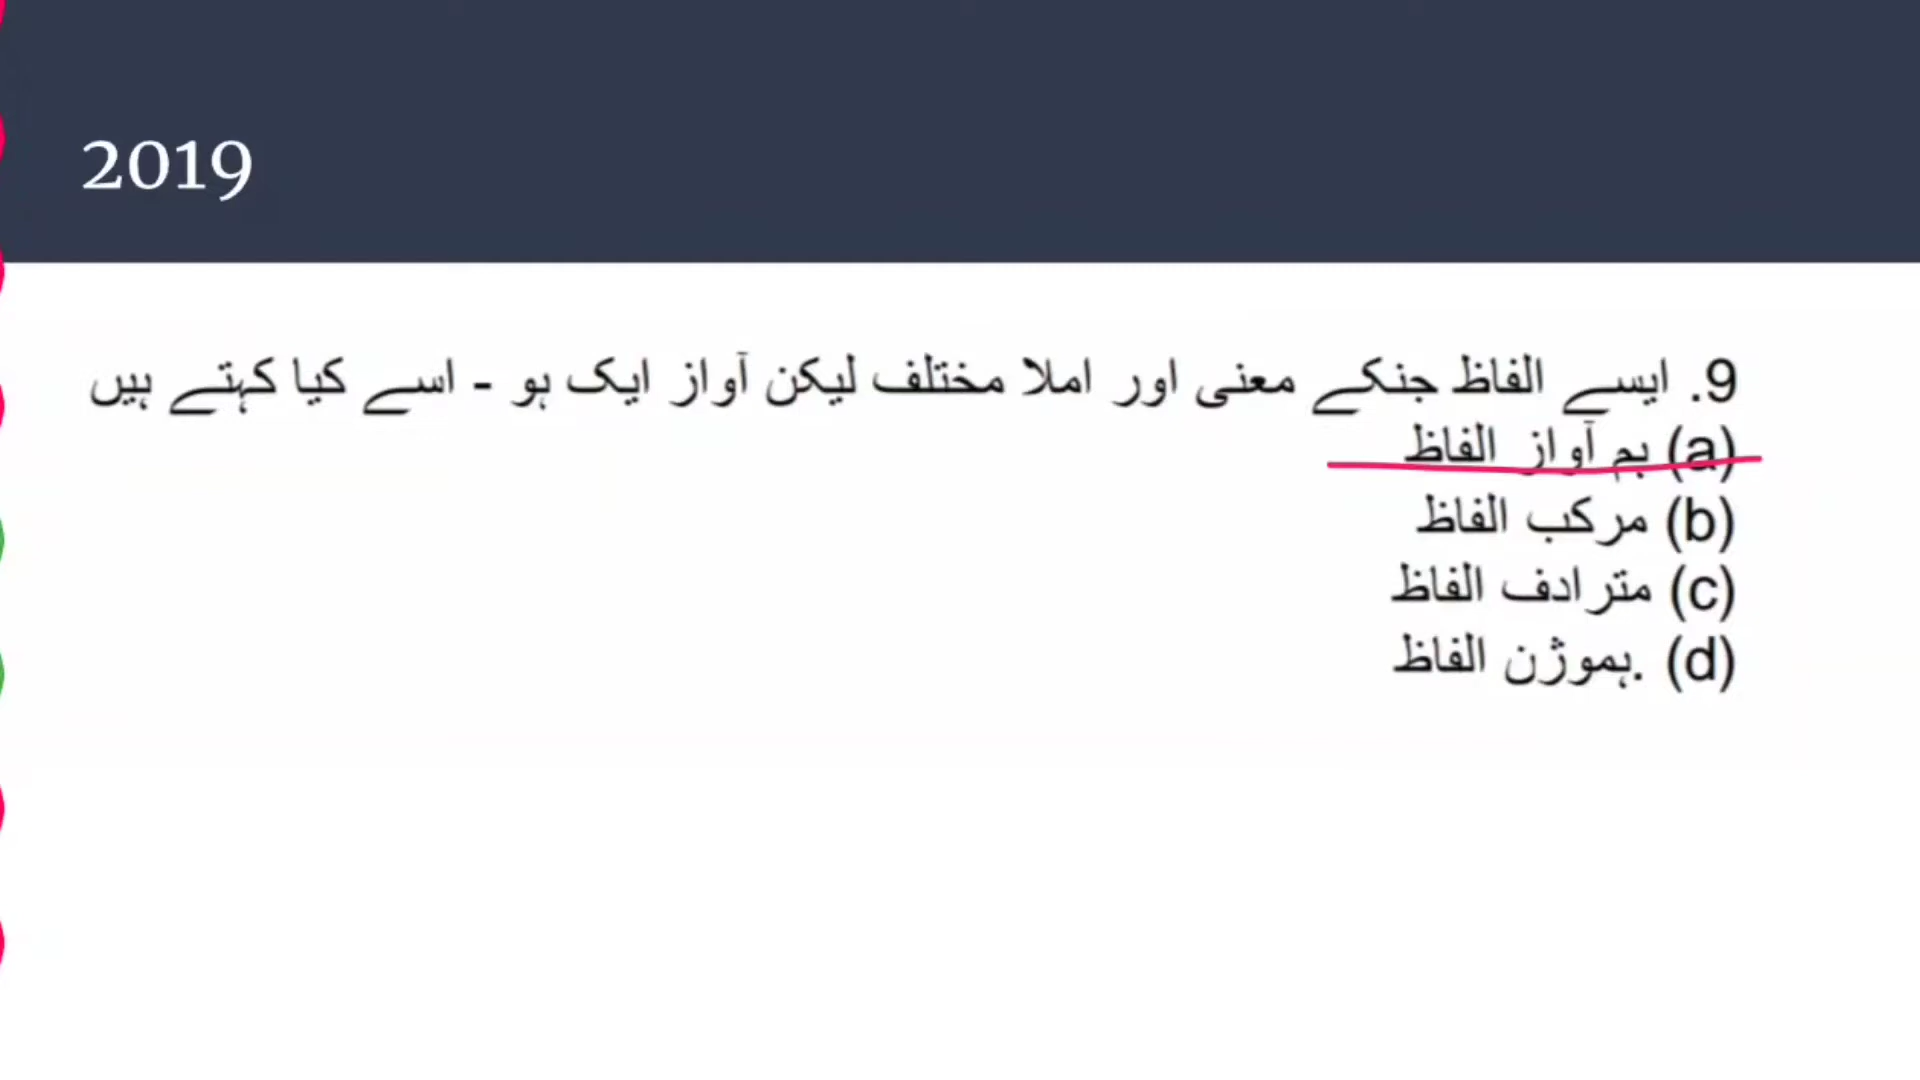 2019
9. ایسے الفاظ جنکے معنی اور املا مختلف لیکن آواز ایک ہو - اسے کیا کہتے ہیں
(a) ہم آواز الفاظ
(b) مرکب الفاظ
(c) مترادف الفاظ
(d) .ہموژن الفاظ